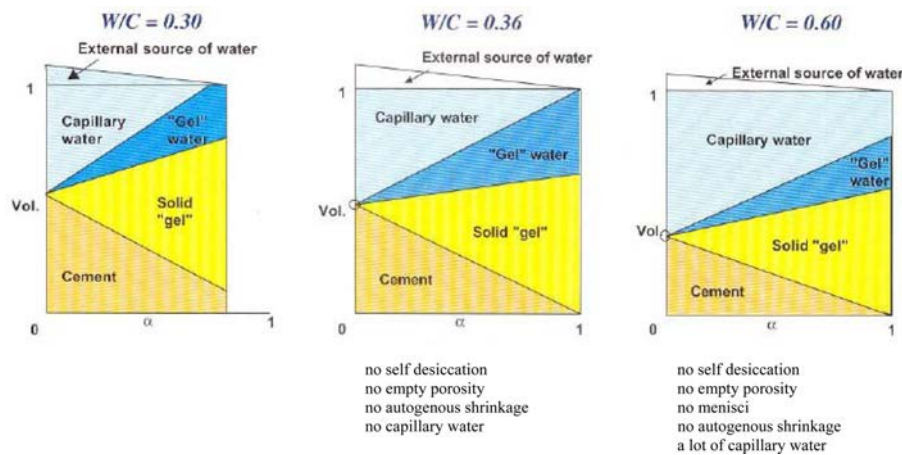 W/C = 0.30
External source of water
1
Capillary
water
"Gel"
water
Vol.
Solid
"gel"
Cement
0
α
1
W/C = 0.36
External source of water
1
Capillary water
"Gel" water
Vol.
Solid "gel"
Cement
0
α
1
no self desiccation
no empty porosity
no autogenous shrinkage
no capillary water
W/C = 0.60
External source of water
1
Capillary water
"Gel"
water
Vol
Solid "gel"
Cement
0
α
1
no self desiccation
no empty porosity
no menisci
no autogenous shrinkage
a lot of capillary water